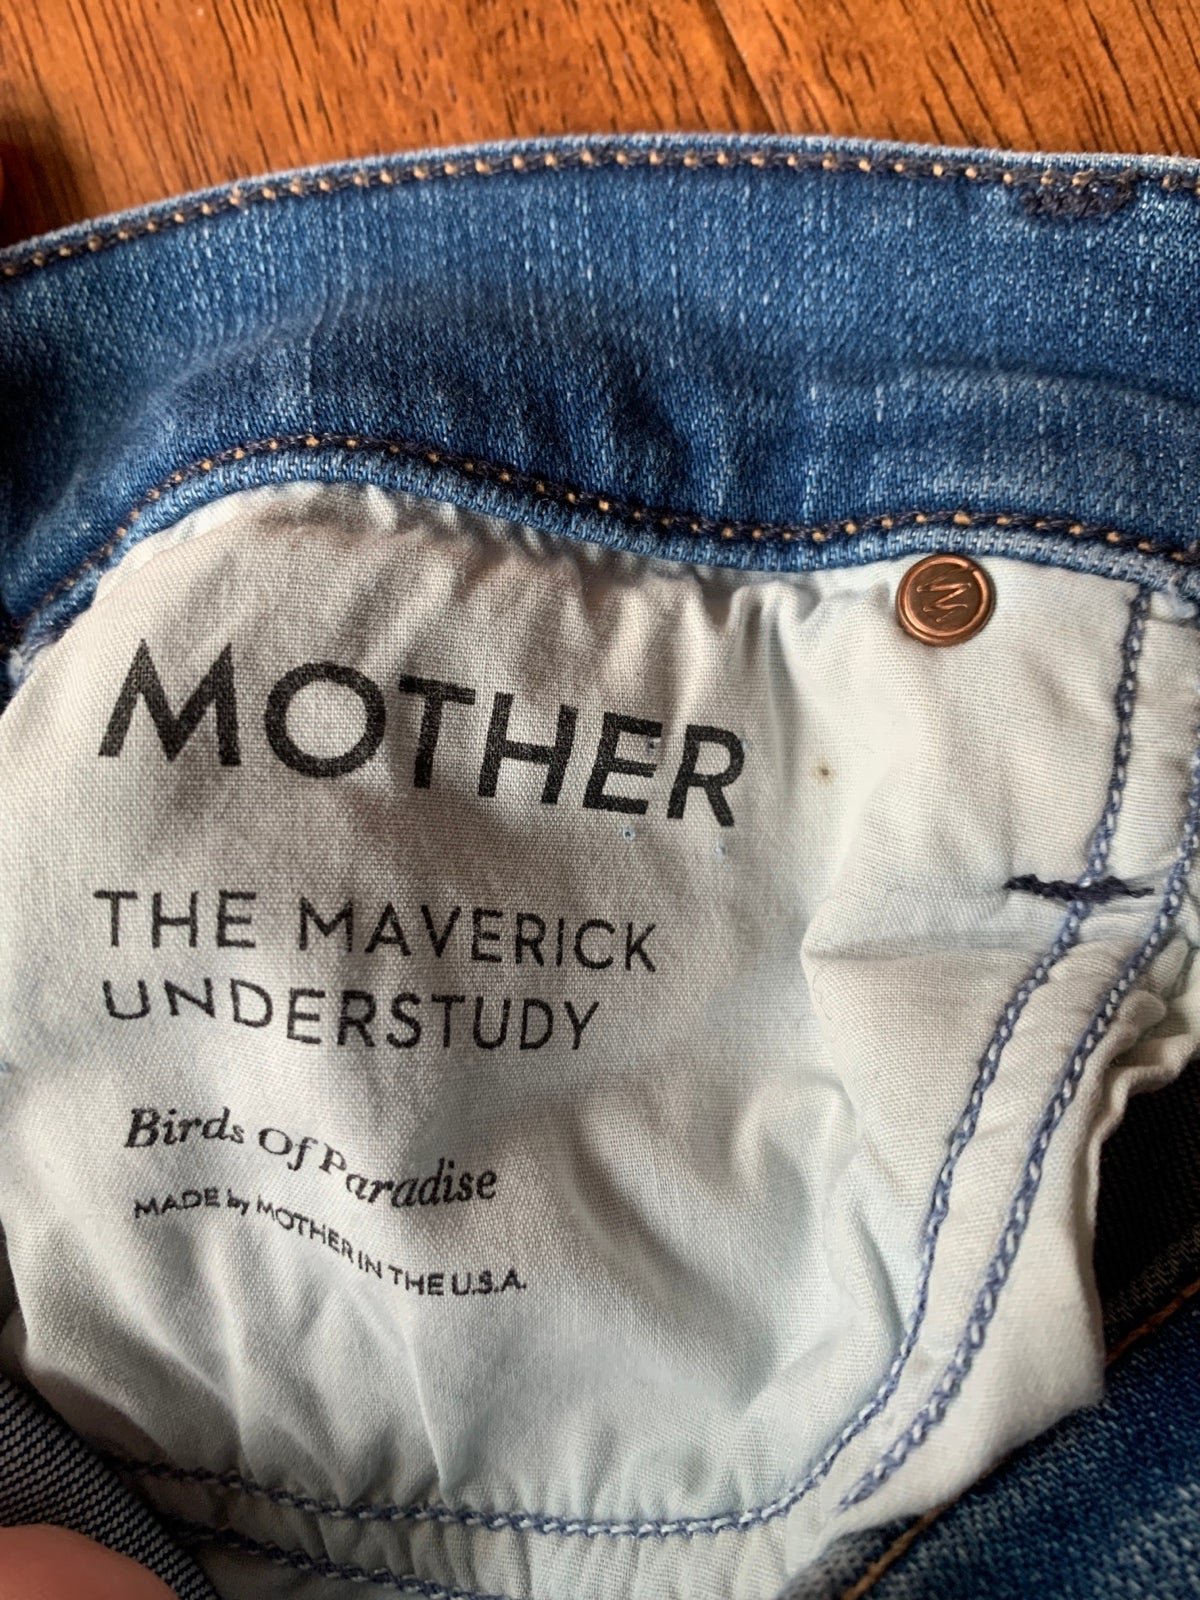 MOTHER
THE MAVERICK
UNDERSTUDY
Birds Of Paradise
MADE by MOTHER IN THE U.S.A.